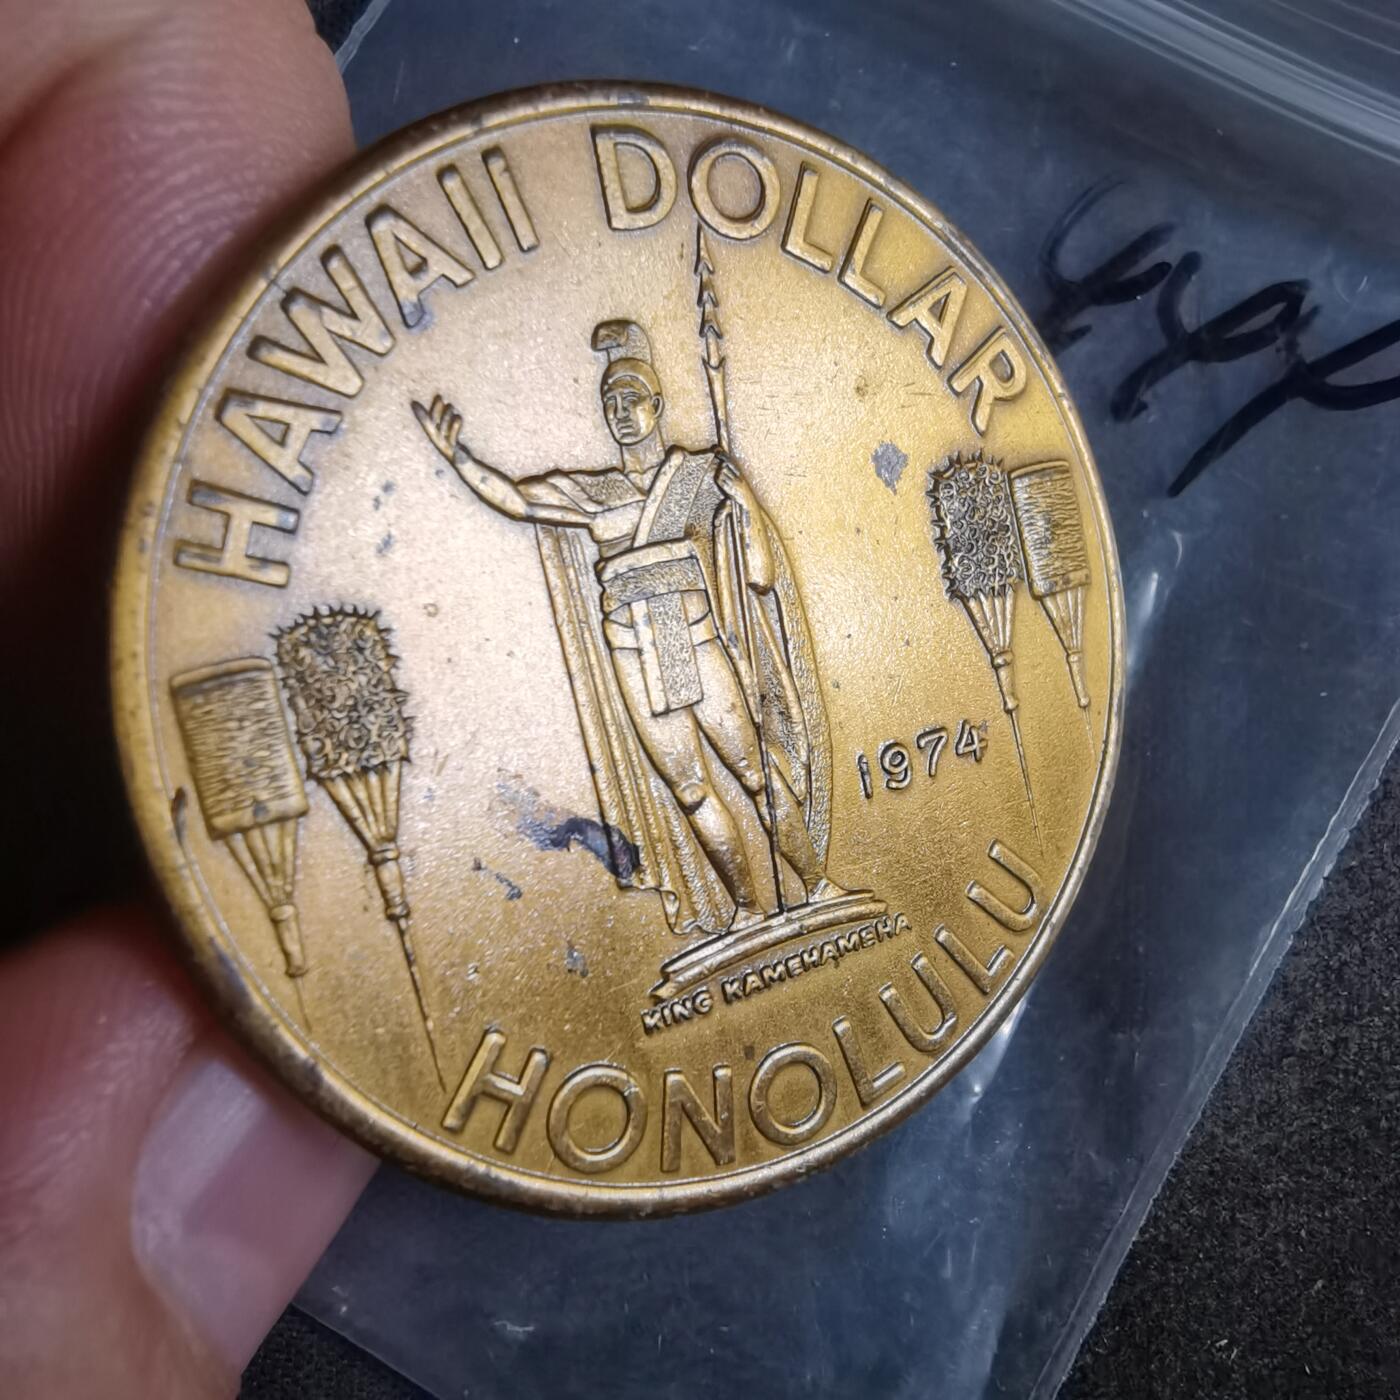 HAWAII DOLLAR
1974
KING KAMEHAMEHA
HONOLULU